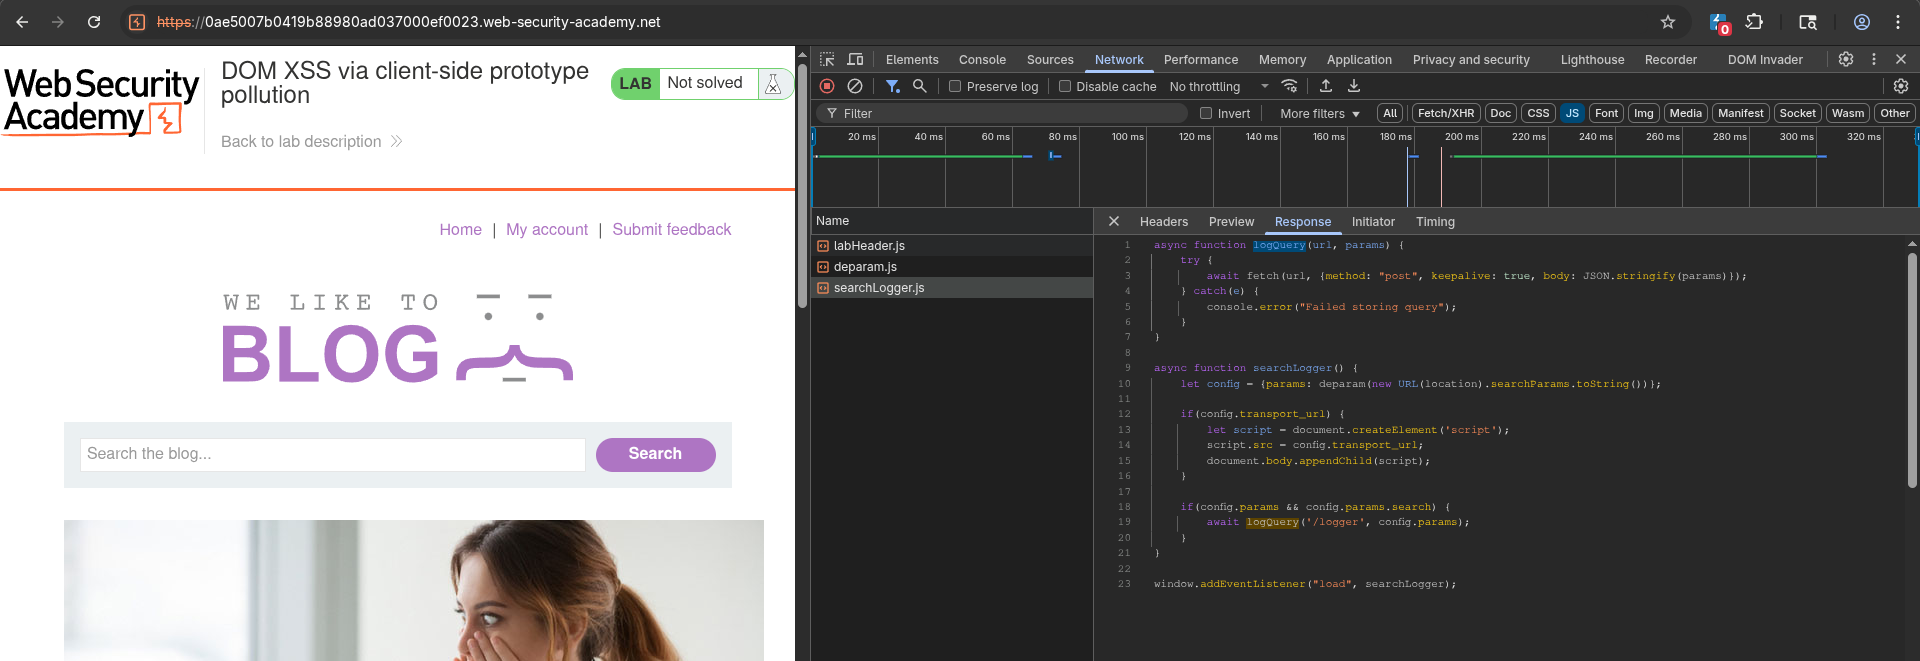 https://0ae5007b0419b88980ad037000ef0023.web-security-academy.net
0
Web Security
Academy
DOM XSS via client-side prototype
pollution
Back to lab description
LAB
Not solved
Home | My account | Submit feedback
WE LIKE TO
BLOG
Search the blog...
Search
Elements
Console
Sources
Network
Performance
Memory
Application
Privacy and security
Lighthouse
Recorder
DOM Invader
Preserve log
Disable cache
No throttling
Filter
Invert
More filters
All
Fetch/XHR
Doc
CSS
JS
Font
Img
Media
Manifest
Socket
Wasm
Other
20 ms
40 ms
60 ms
80 ms
100 ms
120 ms
140 ms
160 ms
180 ms
200 ms
220 ms
240 ms
260 ms
280 ms
300 ms
320 ms
Name
labHeader.js
deparam.js
searchLogger.js
Headers
Preview
Response
Initiator
Timing
1 async function logQuery(url, params) {
2 try {
3 await fetch(url, {method: "post", keepalive: true, body: JSON.stringify(params)});
4 } catch(e) {
5 console.error("Failed storing query");
6 }
7 }
8
9 async function searchLogger() {
10 let config = {params: deparam(new URL(location).searchParams.toString())};
11
12 if(config.transport_url) {
13 let script = document.createElement('script');
14 script.src = config.transport_url;
15 document.body.appendChild(script);
16 }
17
18 if(config.params && config.params.search) {
19 await logQuery('/logger', config.params);
20 }
21 }
22
23 window.addEventListener("load", searchLogger);